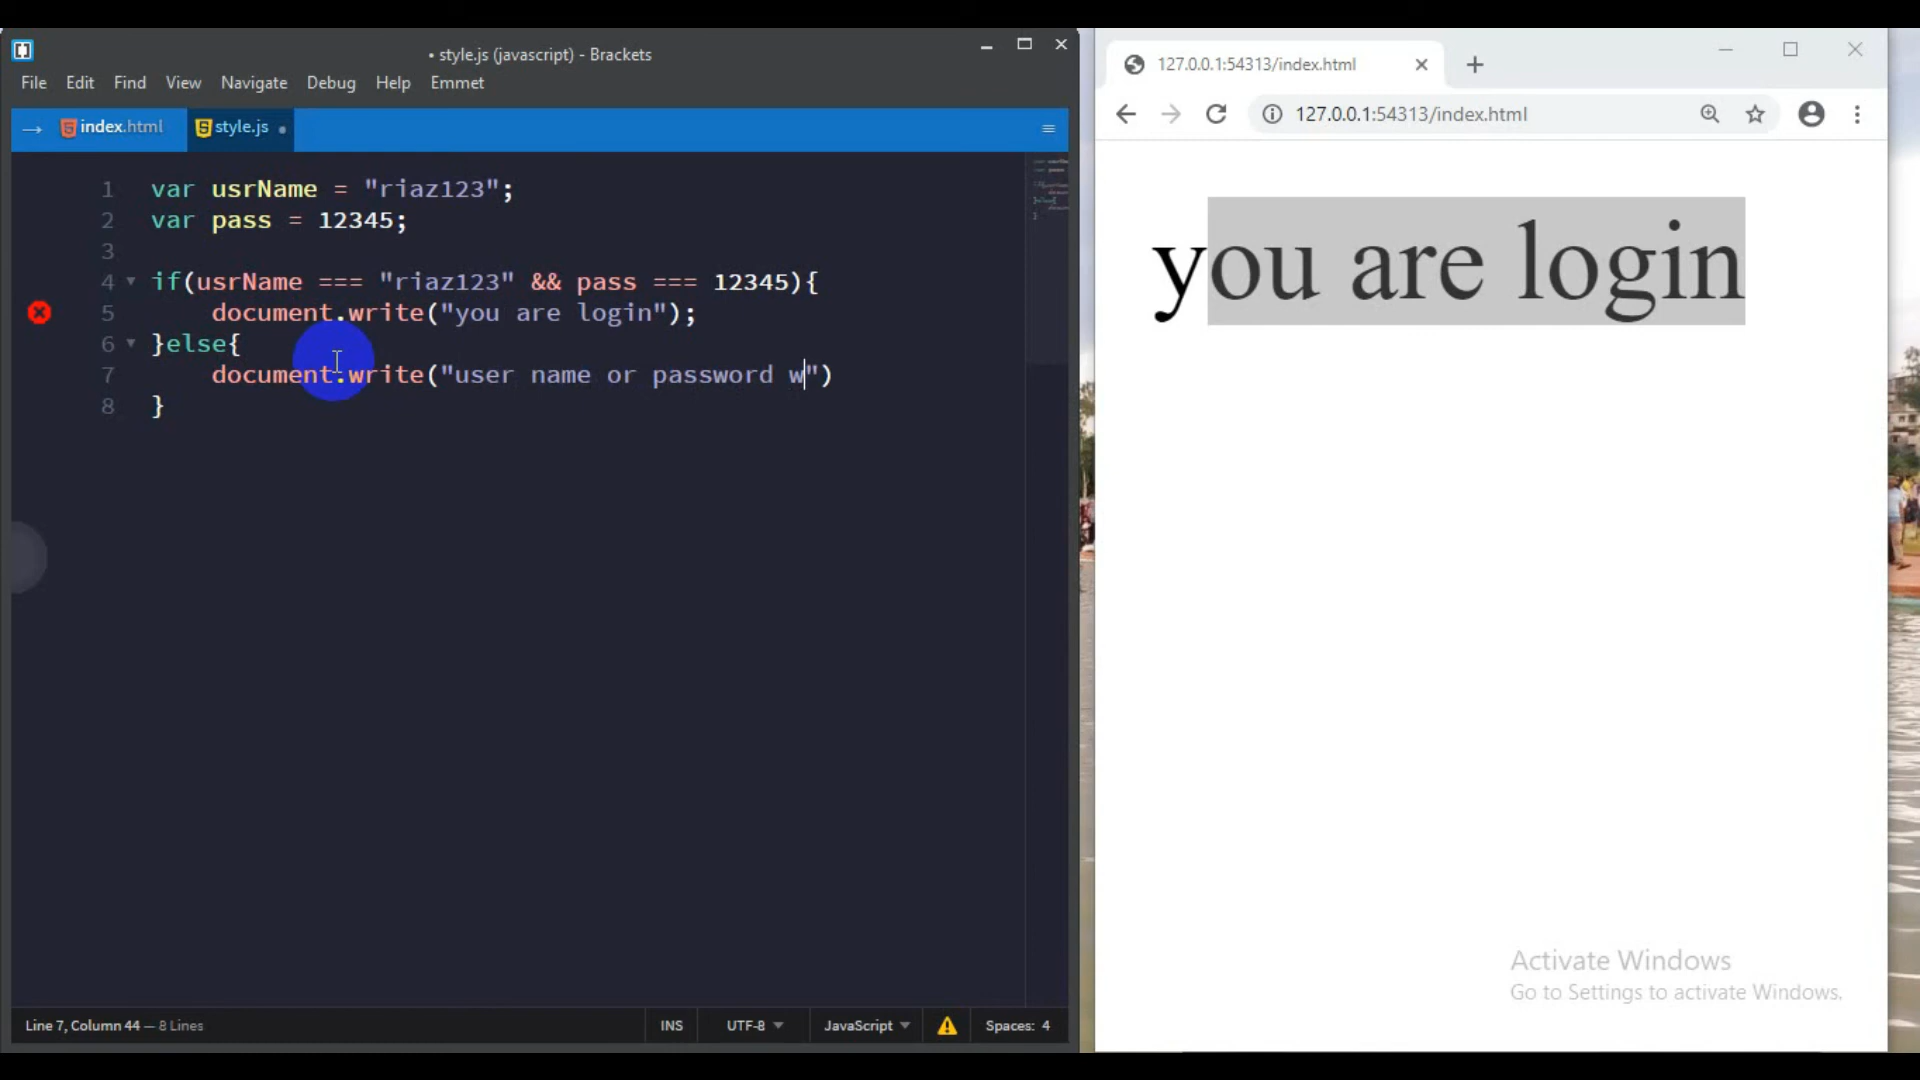 • style.js (javascript) - Brackets
File Edit Find View Navigate Debug Help Emmet
index.html style.js •
1 var usrName = "riaz123";
2 var pass = 12345;
3
4 if(usrName === "riaz123" && pass === 12345){
5 document.write("you are login");
6 }else{
7 document.write("user name or password w")
8 }
Line 7, Column 44 — 8 Lines
INS UTF-8 JavaScript Spaces: 4
127.0.0.1:54313/index.html
127.0.0.1:54313/index.html
you are login
Activate Windows
Go to Settings to activate Windows.